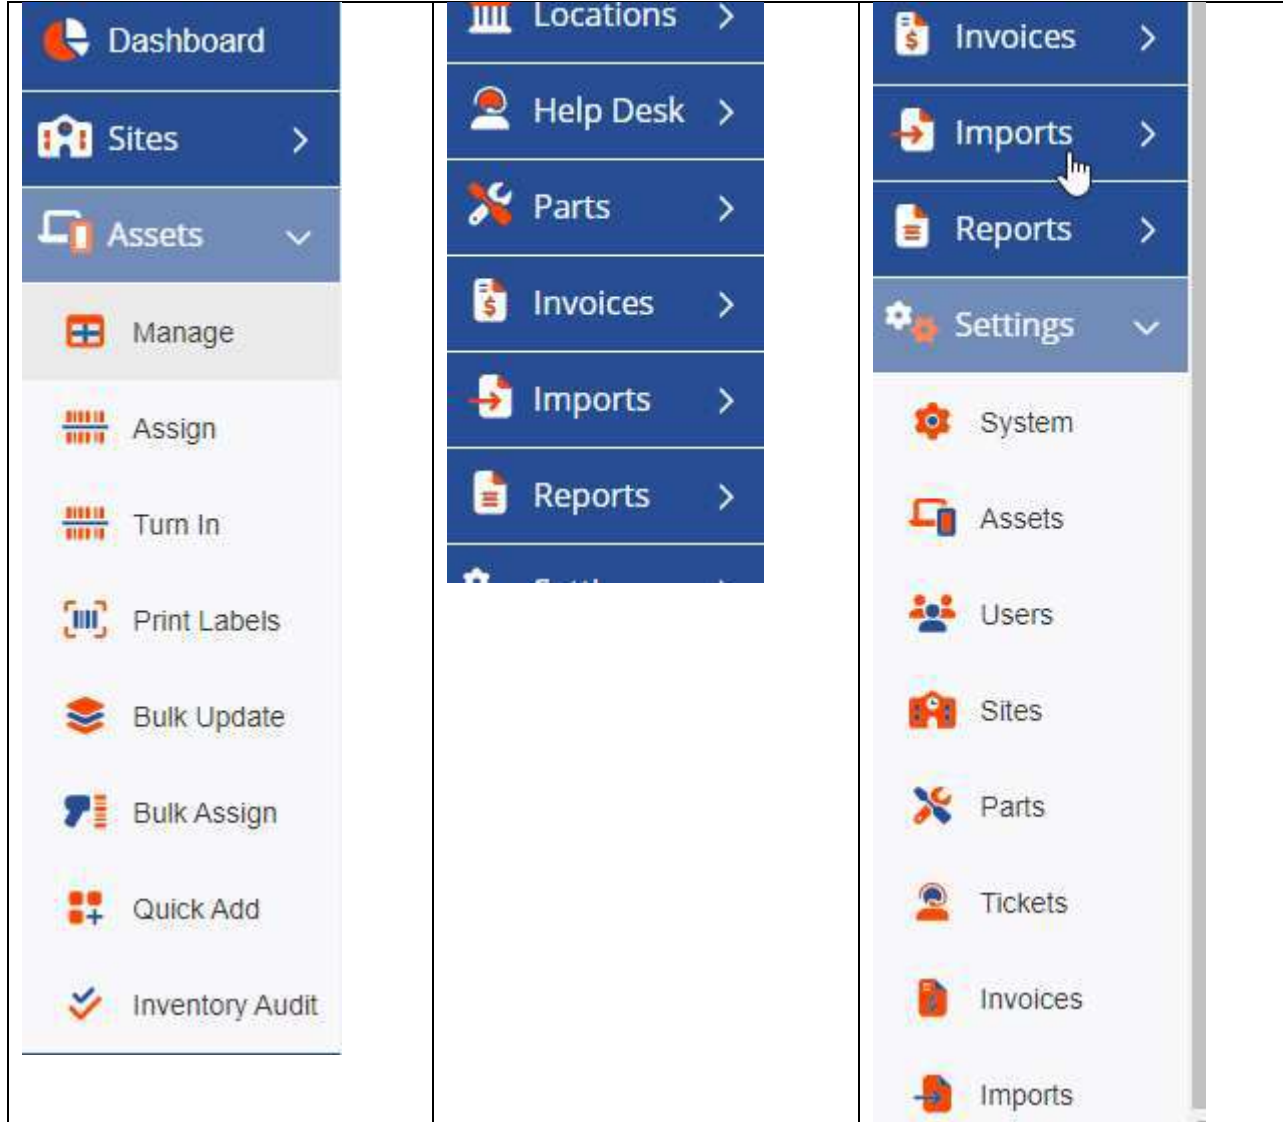 Dashboard
Sites
Assets
Manage
Assign
Turn In
Print Labels
Bulk Update
Bulk Assign
Quick Add
Inventory Audit
Locations
Help Desk
Parts
Invoices
Imports
Reports
Invoices
Imports
Reports
Settings
System
Assets
Users
Sites
Parts
Tickets
Invoices
Imports